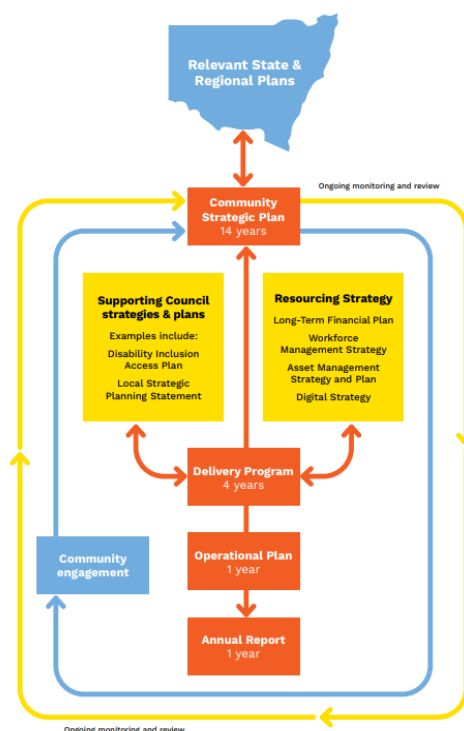 Relevant State &
Regional Plans
Ongoing monitoring and review
Community
Strategic Plan
14 years
Supporting Council
strategies & plans
Examples include:
Disability Inclusion
Access Plan
Local Strategic
Planning Statement
Resourcing Strategy
Long-Term Financial Plan
Workforce
Management Strategy
Asset Management
Strategy and Plan
Digital Strategy
Delivery Program
4 years
Community
engagement
Operational Plan
1 year
Annual Report
1 year
Ongoing monitoring and review